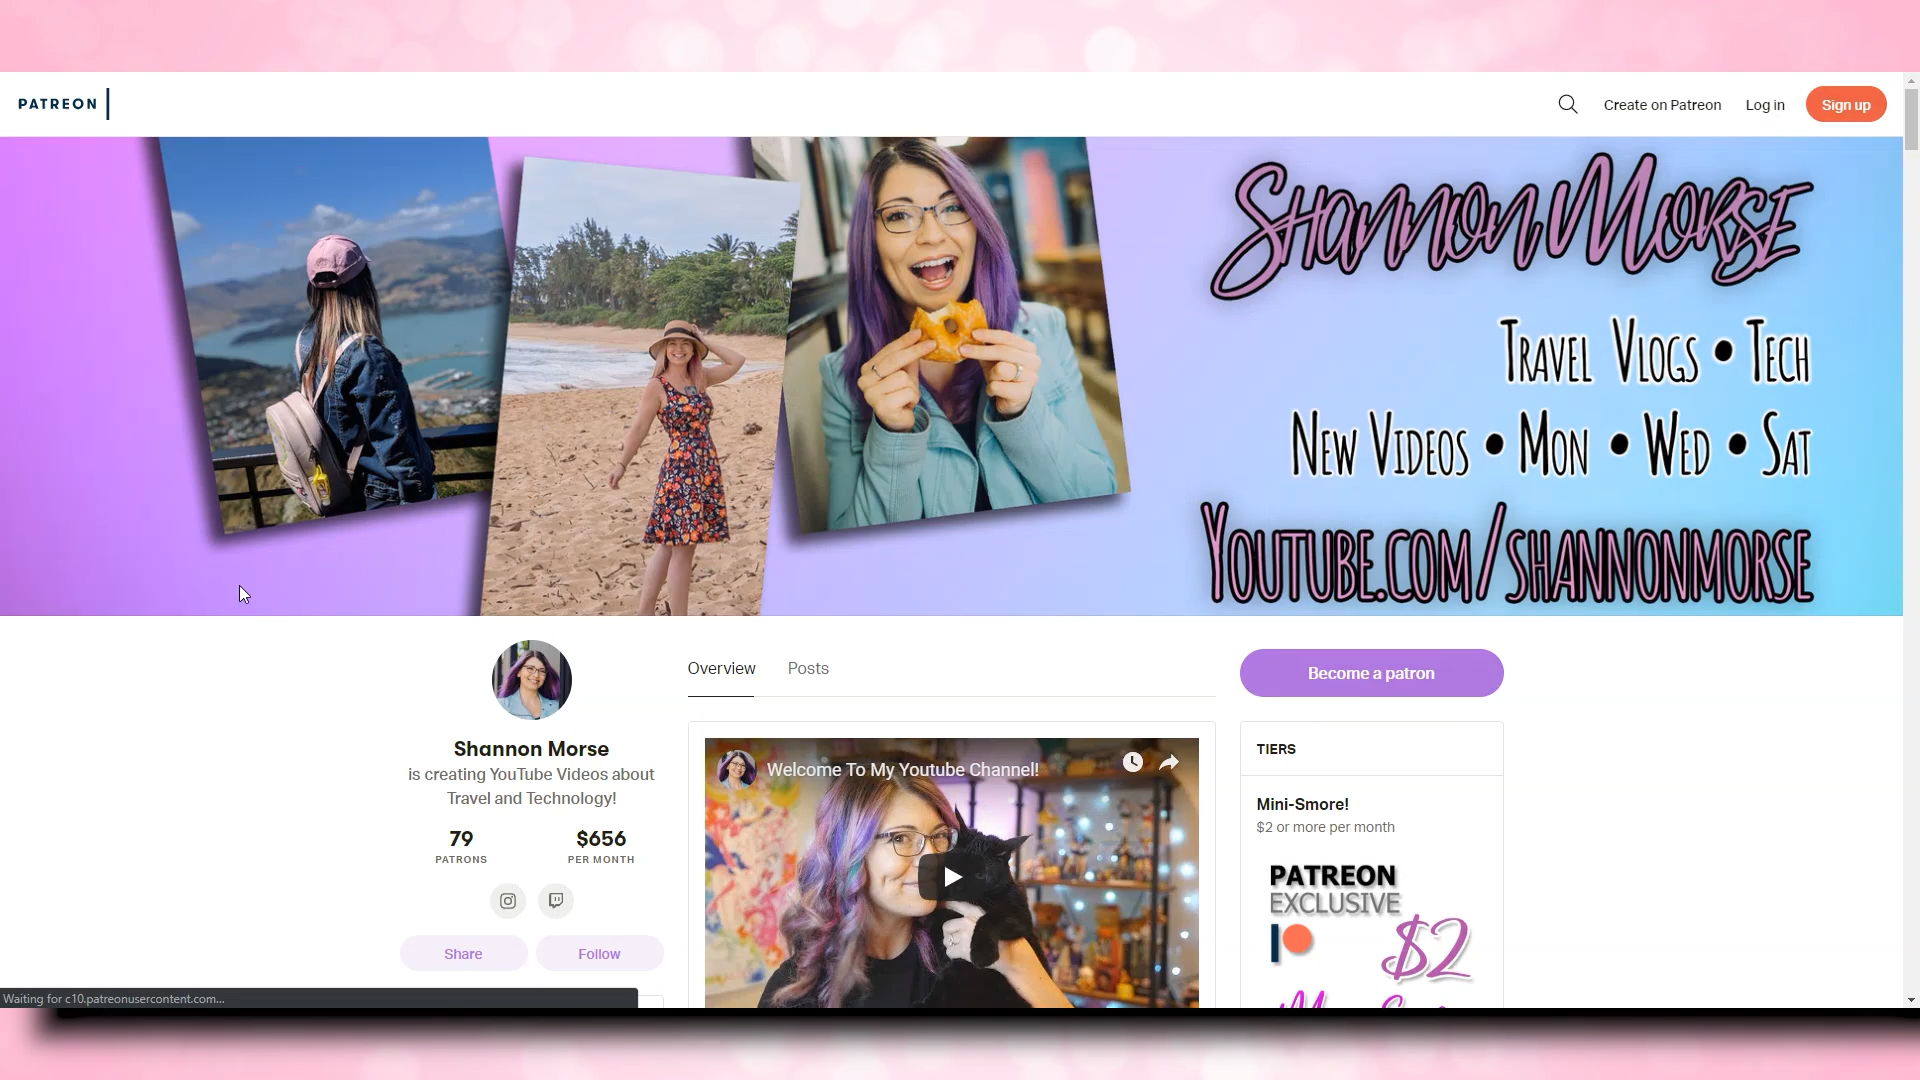 PATREON
Create on Patreon
Log in
Sign up
Shannon Morse
Travel Vlogs • Tech
New Videos • Mon • Wed • Sat
Youtube.com/shannonmorse
Overview
Posts
Become a patron
Shannon Morse
is creating YouTube Videos about
Travel and Technology!
79
PATRONS
$656
PER MONTH
Share
Follow
Welcome To My Youtube Channel!
TIERS
Mini-Smore!
$2 or more per month
PATREON
EXCLUSIVE
$2
Waiting for c10.patreonusercontent.com...